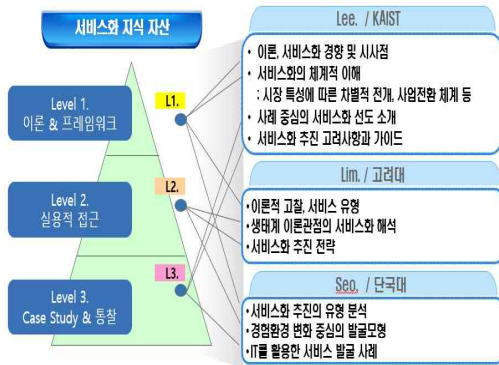 서비스화 지식 자산
Level 1.
이론 & 프레임워크
Level 2.
실용적 접근
Level 3.
Case Study & 통찰
L1.
L2.
L3.
Lee. / KAIST
• 이론, 서비스화 경향 및 시사점
• 서비스화의 체계적 이해
: 시장 특성에 따른 차별적 전개, 사업전환 체계 등
• 사례 중심의 서비스화 선도 소개
• 서비스화 추진 고려사항과 가이드
Lim. / 고려대
•이론적 고찰, 서비스 유형
•생태계 이론관점의 서비스화 해석
•서비스화 추진 전략
Seo. / 단국대
•서비스화 추진의 유형 분석
•경험환경 변화 중심의 발굴모형
•IT를 활용한 서비스 발굴 사례